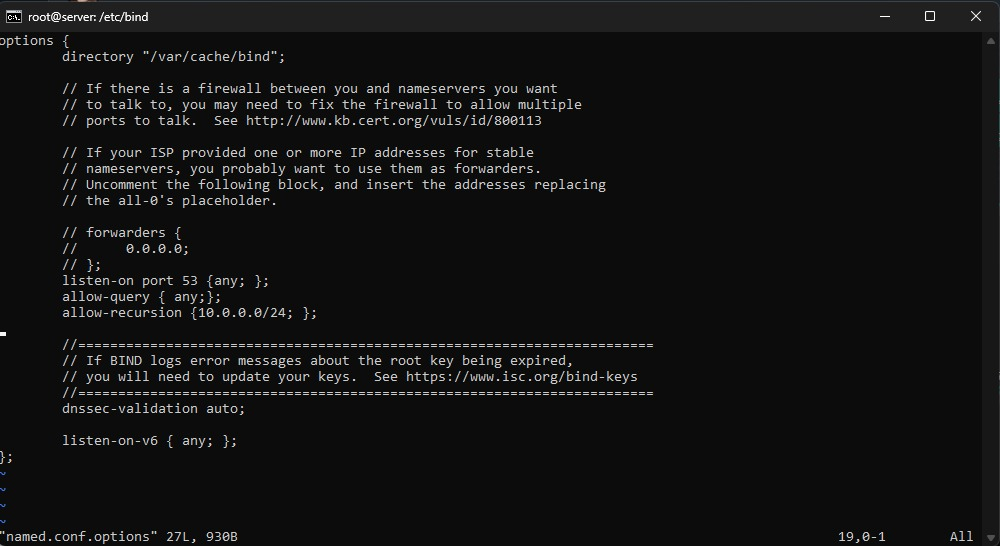 root@server: /etc/bind
options {
        directory "/var/cache/bind";
        // If there is a firewall between you and nameservers you want
        // to talk to, you may need to fix the firewall to allow multiple
        // ports to talk.  See http://www.kb.cert.org/vuls/id/800113
        // If your ISP provided one or more IP addresses for stable
        // nameservers, you probably want to use them as forwarders.
        // Uncomment the following block, and insert the addresses replacing
        // the all-0's placeholder.
        // forwarders {
        //      0.0.0.0;
        // };
        listen-on port 53 {any; };
        allow-query { any;};
        allow-recursion {10.0.0.0/24; };
        //========================================================================
        // If BIND logs error messages about the root key being expired,
        // you will need to update your keys.  See https://www.isc.org/bind-keys
        //========================================================================
        dnssec-validation auto;
        listen-on-v6 { any; };
};
~
~
~
~
"named.conf.options" 27L, 930B                19,0-1        All